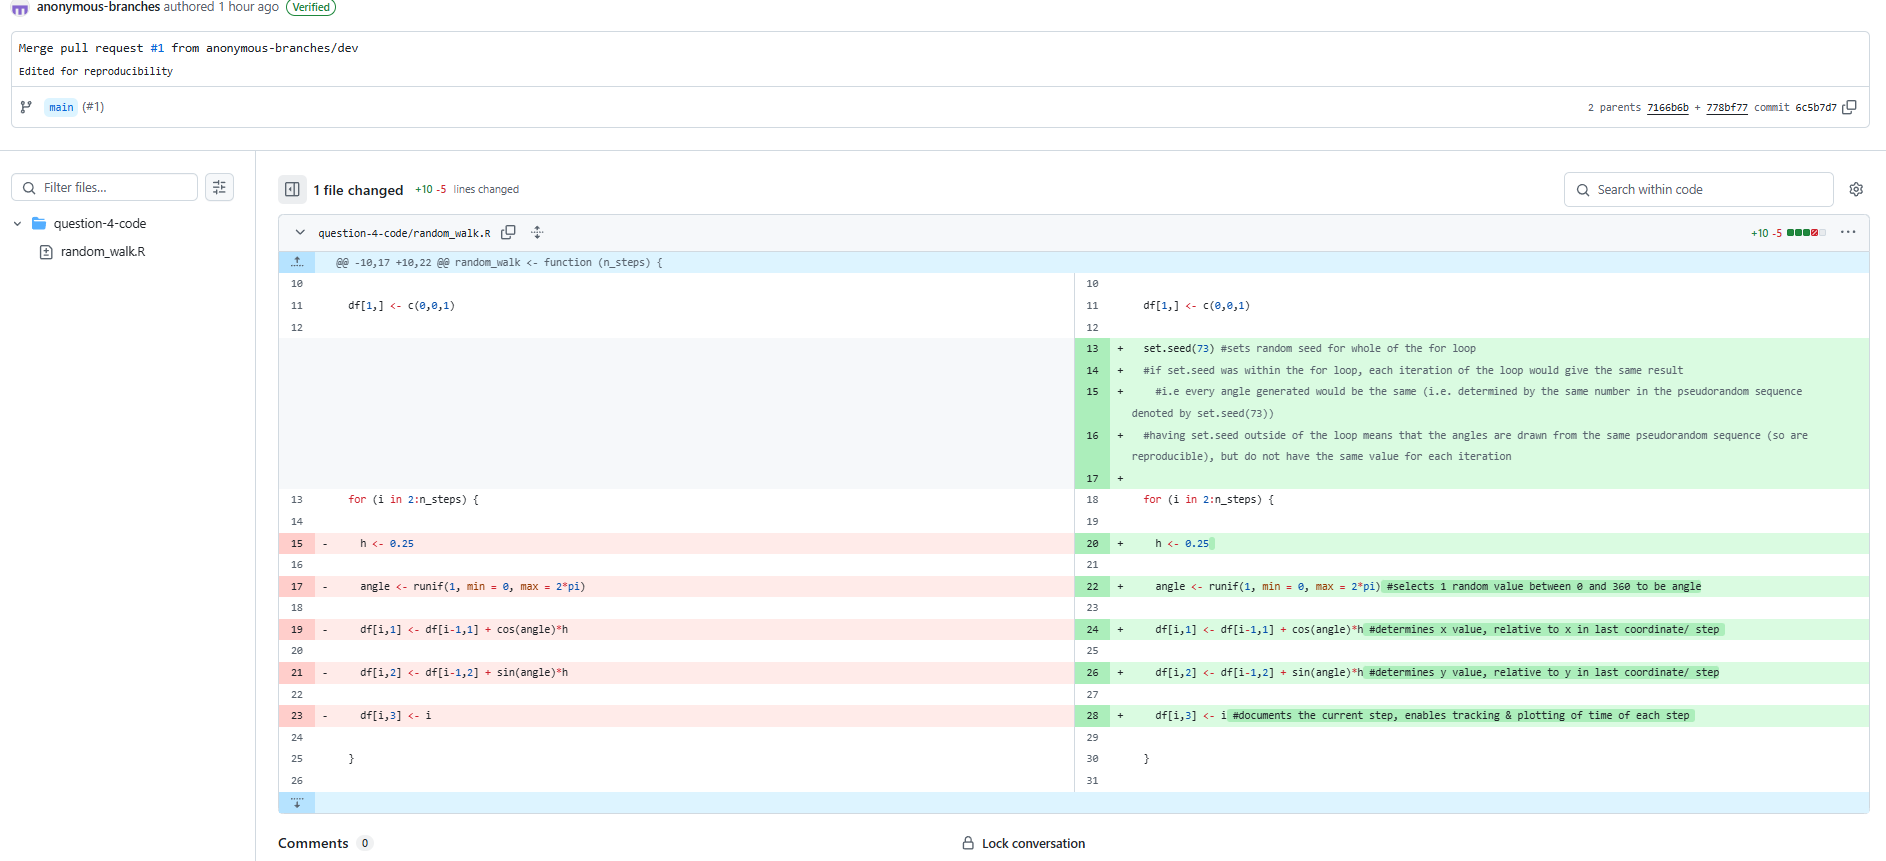 anonymous-branches authored 1 hour ago Verified
Merge pull request #1 from anonymous-branches/dev
Edited for reproducibility
main (#1)
2 parents 7166b6b + 778bf77 commit 6c5b7d7
Filter files...
question-4-code
random_walk.R
1 file changed +10 -5 lines changed
Search within code
question-4-code/random_walk.R
+10 -5
@@ -10,17 +10,22 @@ random_walk <- function (n_steps) {
10 10
11 df[1,] <- c(0,0,1) 11 df[1,] <- c(0,0,1)
12 12
13 + set.seed(73) #sets random seed for whole of the for loop
14 + #if set.seed was within the for loop, each iteration of the loop would give the same result
15 + #i.e every angle generated would be the same (i.e. determined by the same number in the pseudorandom sequence
denoted by set.seed(73))
16 + #having set.seed outside of the loop means that the angles are drawn from the same pseudorandom sequence (so are
reproducible), but do not have the same value for each iteration
17 +
13 for (i in 2:n_steps) { 18 for (i in 2:n_steps) {
14 19
15 - h <- 0.25 20 + h <- 0.25
16 21
17 - angle <- runif(1, min = 0, max = 2*pi) 22 + angle <- runif(1, min = 0, max = 2*pi) #selects 1 random value between 0 and 360 to be angle
18 23
19 - df[i,1] <- df[i-1,1] + cos(angle)*h 24 + df[i,1] <- df[i-1,1] + cos(angle)*h #determines x value, relative to x in last coordinate/ step
20 25
21 - df[i,2] <- df[i-1,2] + sin(angle)*h 26 + df[i,2] <- df[i-1,2] + sin(angle)*h #determines y value, relative to y in last coordinate/ step
22 27
23 - df[i,3] <- i 28 + df[i,3] <- i #documents the current step, enables tracking & plotting of time of each step
24 29
25 } 30 }
26 31
Comments 0
Lock conversation